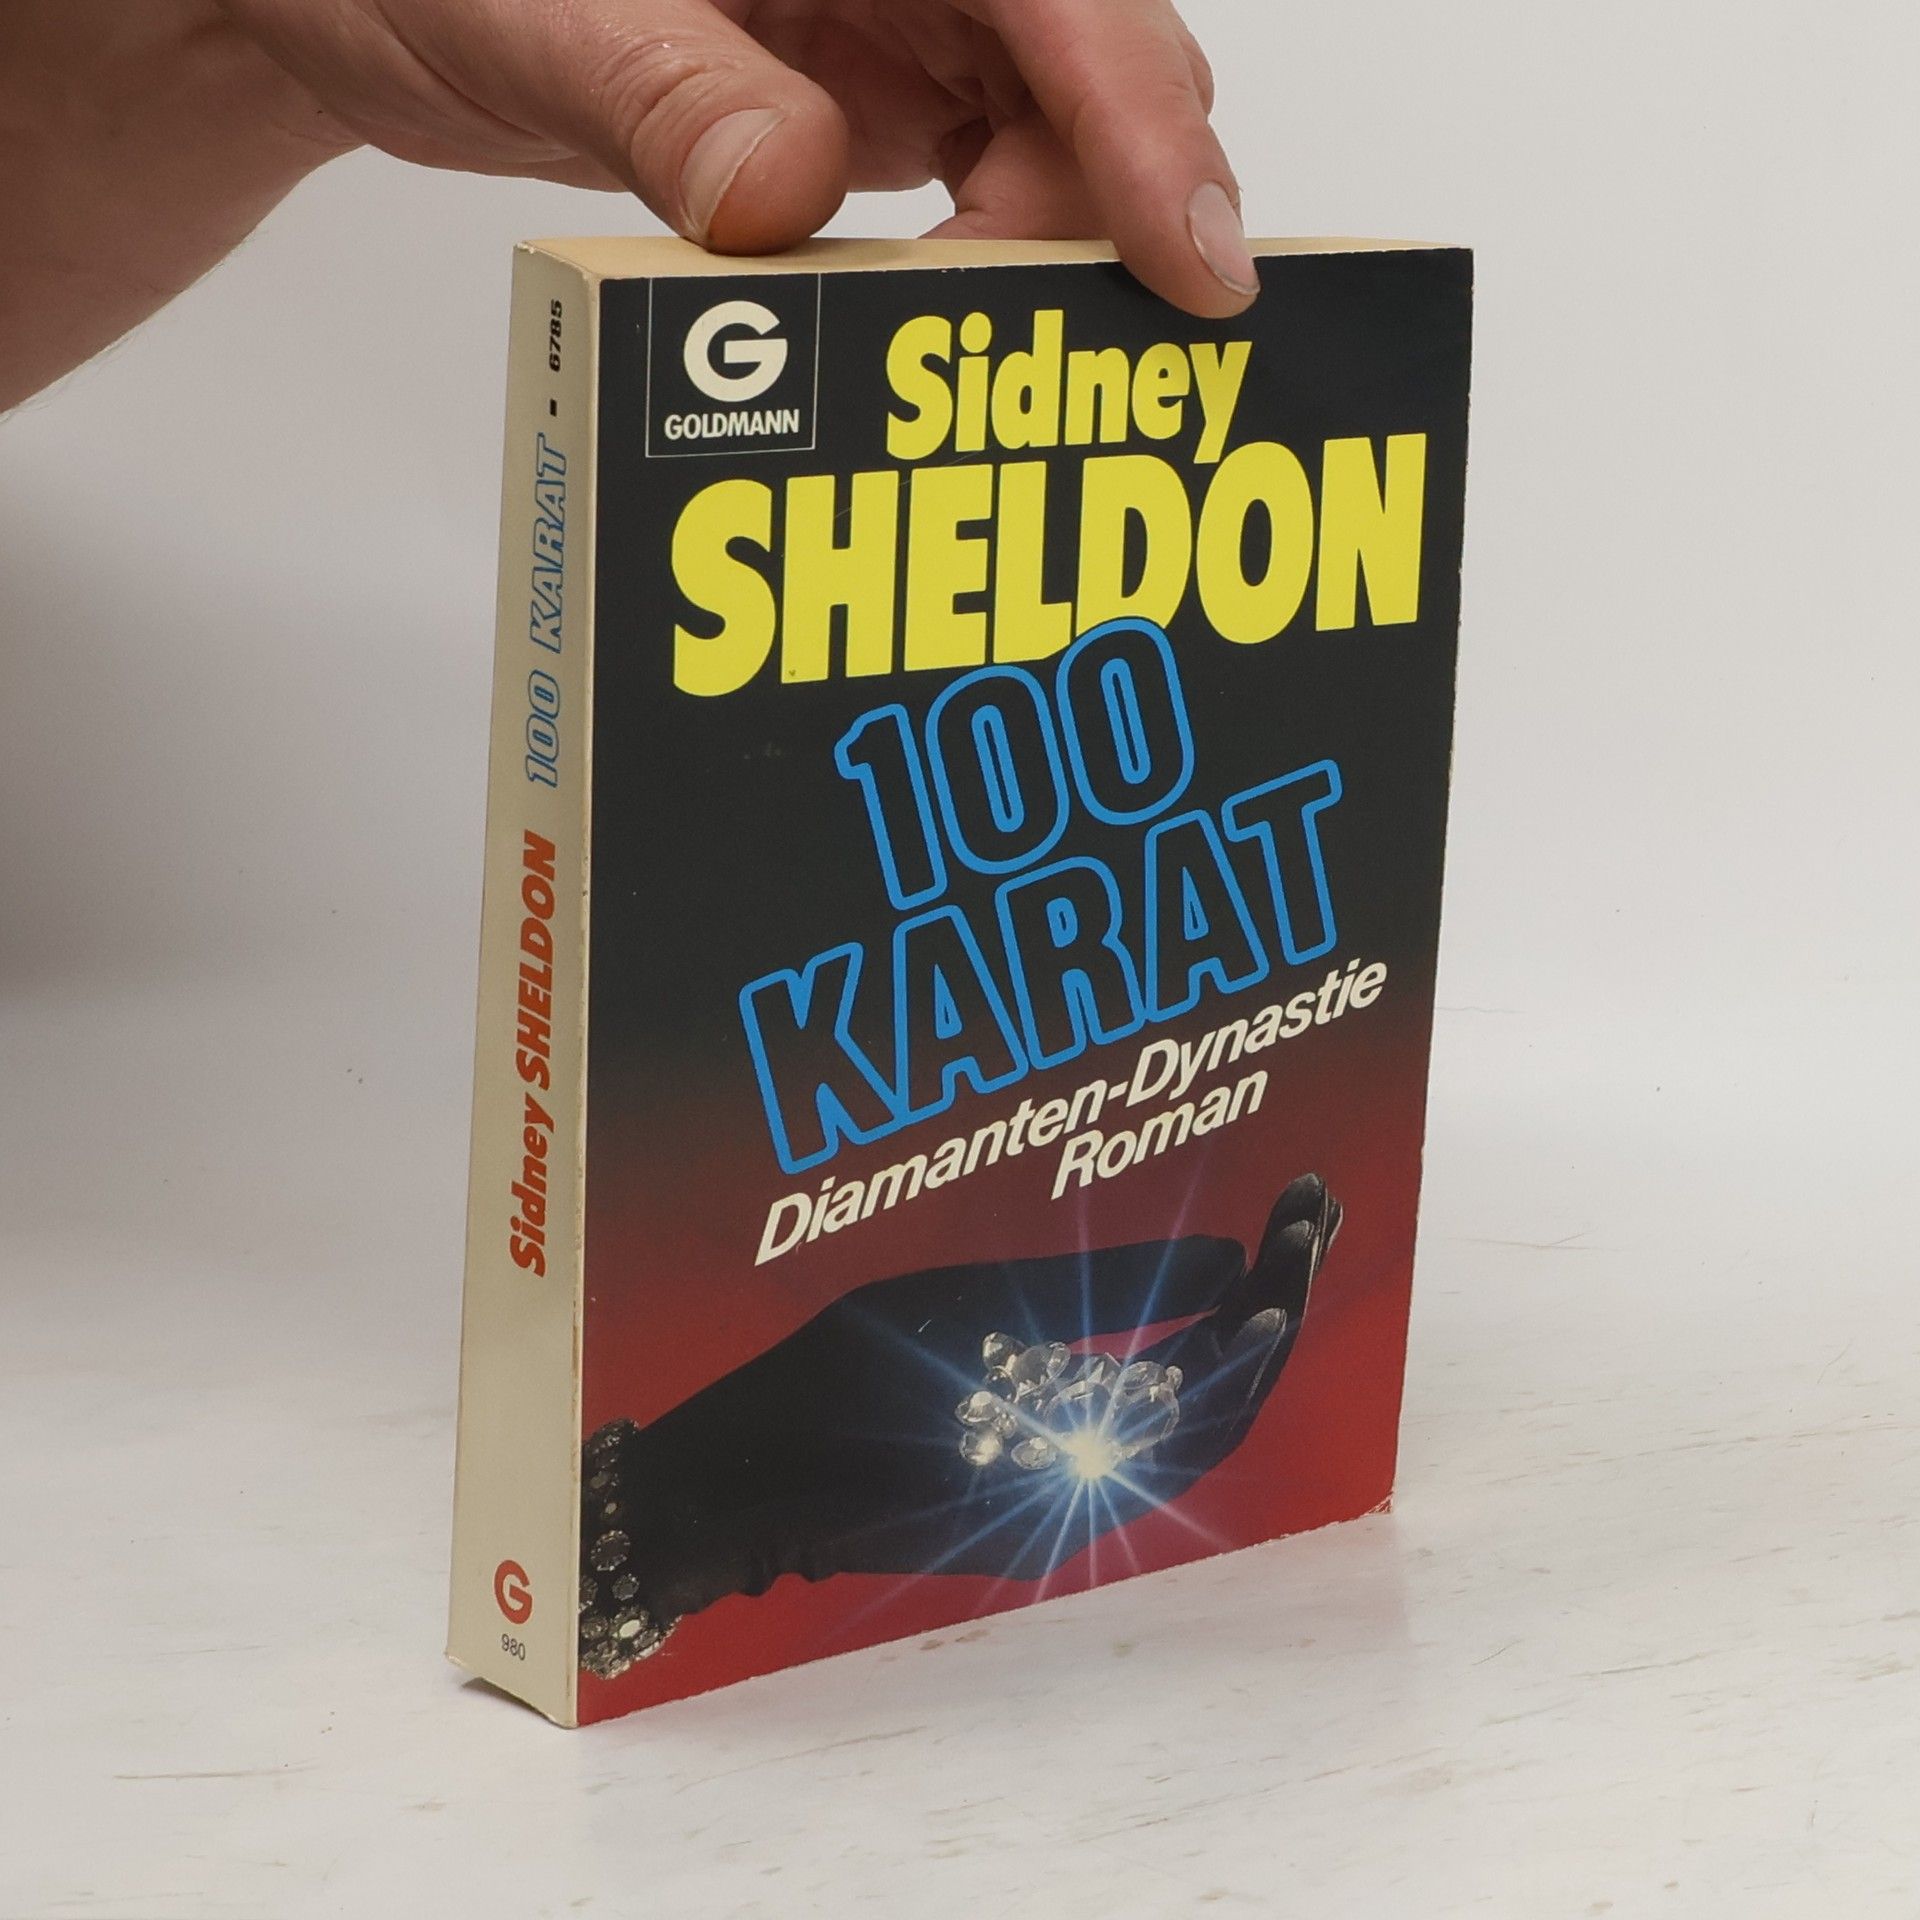 G
GOLDMANN
Sidney
SHELDON
100
KARAT
Diamanten-Dynastie
Roman
Sidney SHELDON 100 KARAT - 6785
G
980